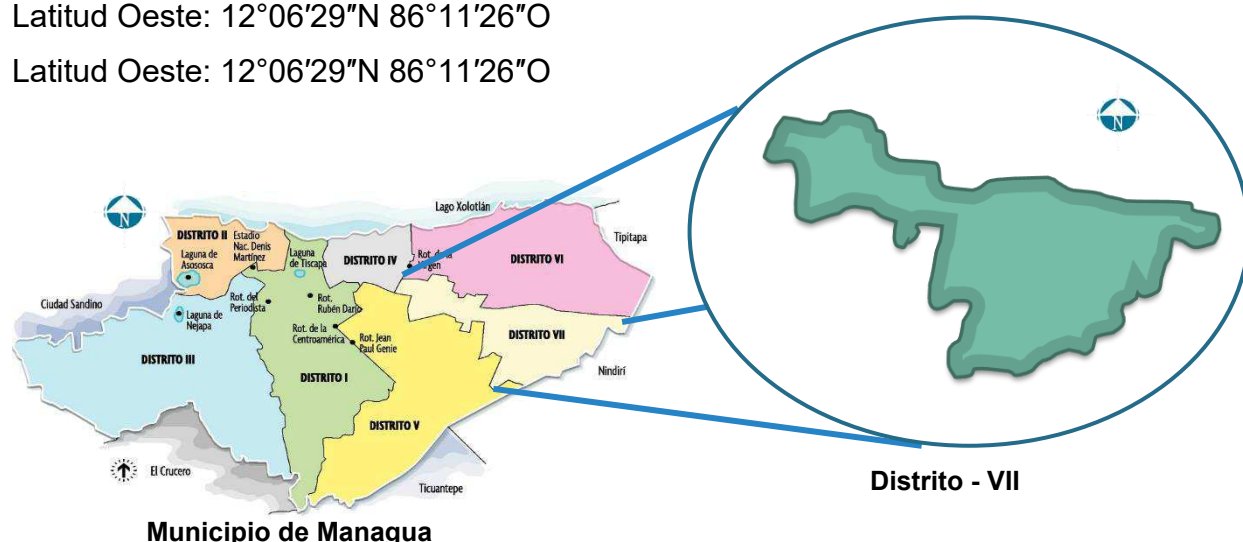 Latitud Oeste: 12°06′29″N 86°11′26″O
Latitud Oeste: 12°06′29″N 86°11′26″O
N
Lago Xolotlán
Tipitapa
DISTRITO II
Estadio
Nac. Denis
Martínez
Laguna de
Asososca
Laguna
de Tiscapa
DISTRITO IV
Rot. de la
DISTRITO VI
Ciudad Sandino
Rot. del
Periodista
Rot.
Rubén Darío
Laguna de
Nejapa
Rot. de la
Centroamérica
Rot. Jean
Paul Genie
DISTRITO VII
DISTRITO III
DISTRITO I
Nindirí
DISTRITO V
El Crucero
Ticuantepe
Municipio de Managua
N
Distrito - VII